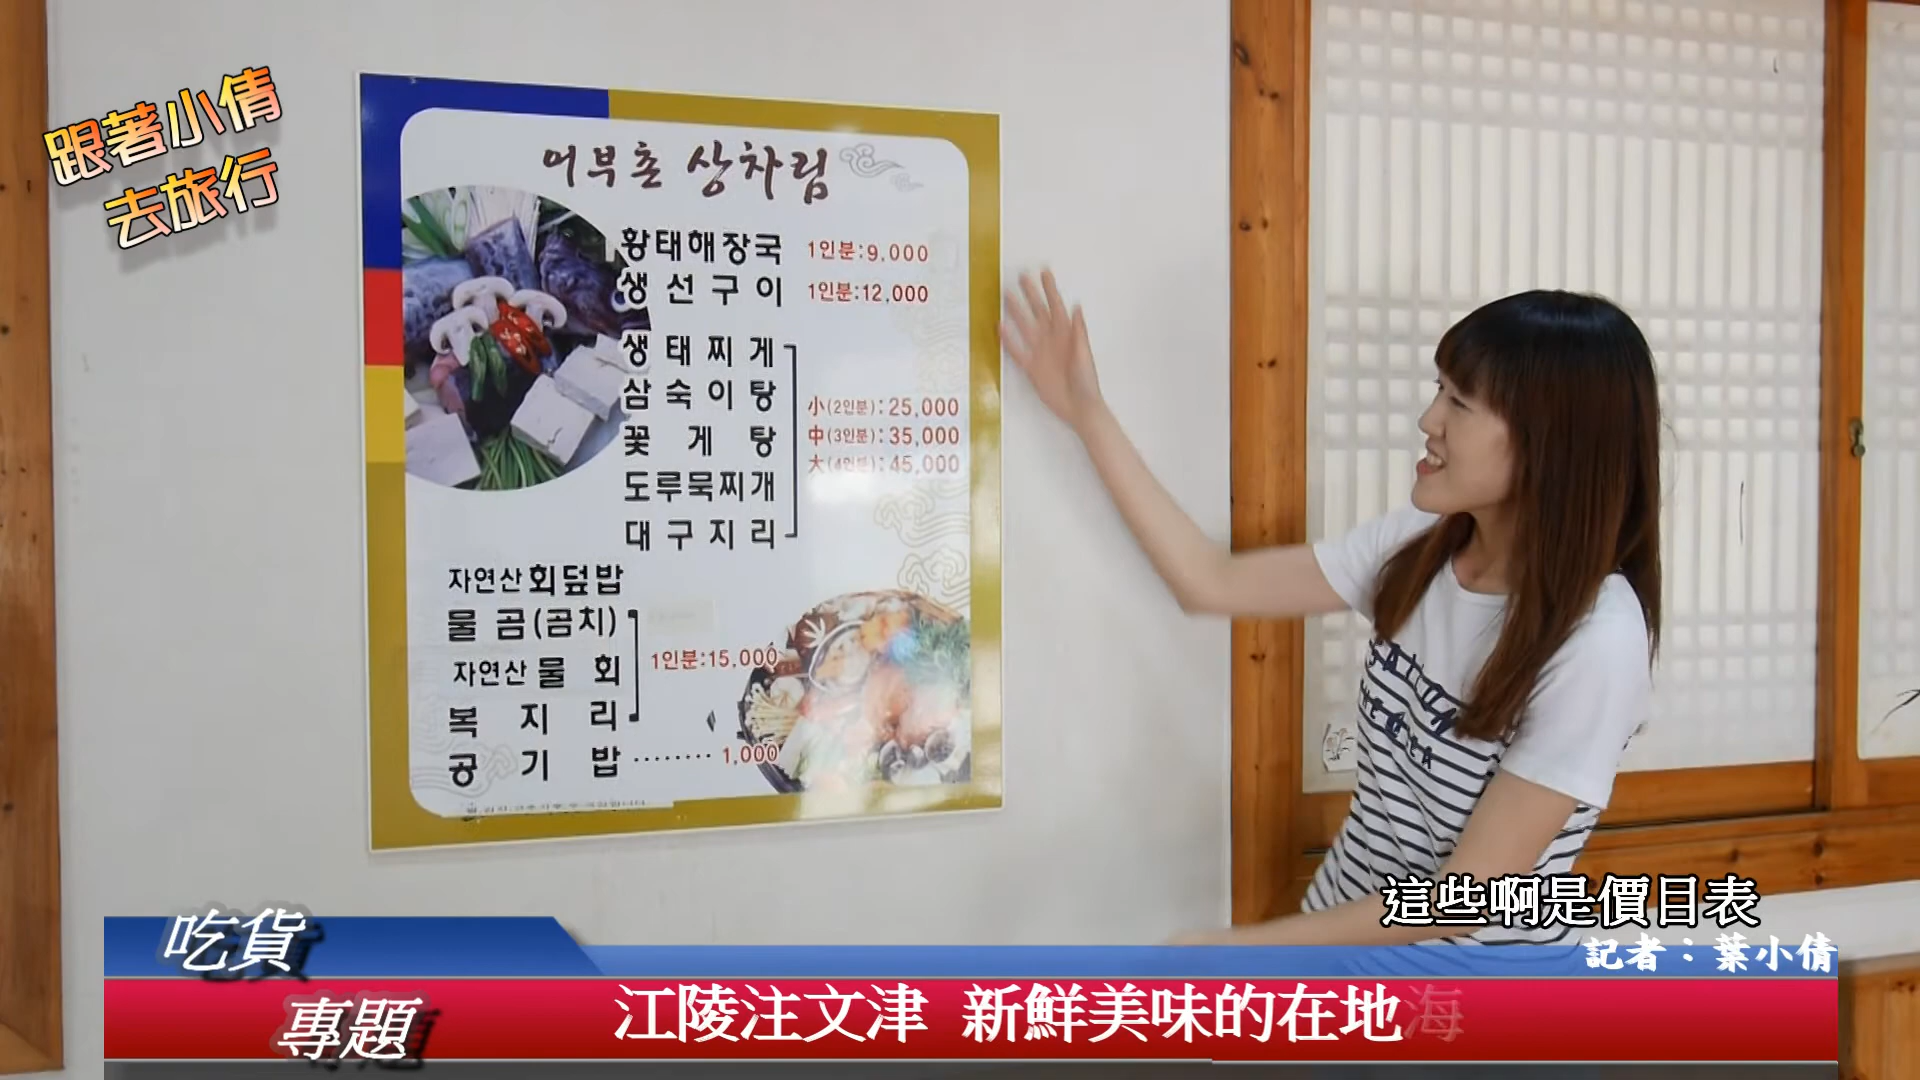 跟著小倩
去旅行
어부촌 상차림
황태해장국 1인분:9,000
생선구이 1인분:12,000
생태찌게
삼숙이탕
꽃게탕
도루묵찌개
대구지리
小(2인분):25,000
中(3인분):35,000
大(4인분):45,000
자연산 회덮밥
물곰(곰치)
자연산 물회
복지리
1인분:15,000
공기밥 ········ 1,000
這些啊是價目表
記者：葉小倩
吃貨
專題
江陵注文津 新鮮美味的在地海